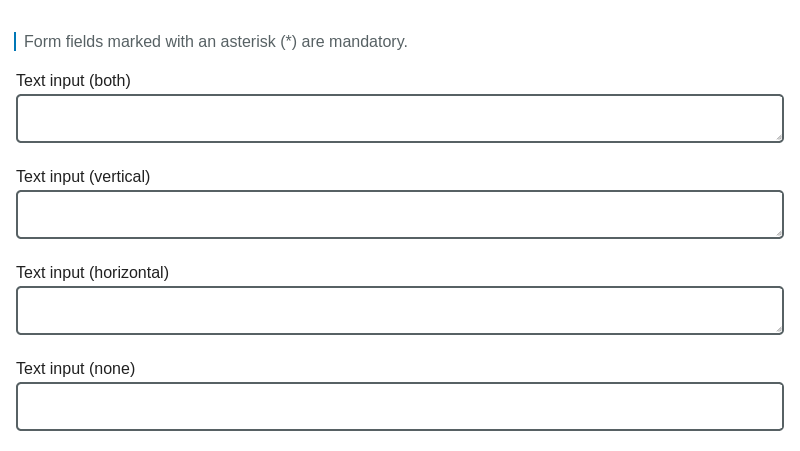 Form fields marked with an asterisk (*) are mandatory.
Text input (both)
Text input (vertical)
Text input (horizontal)
Text input (none)